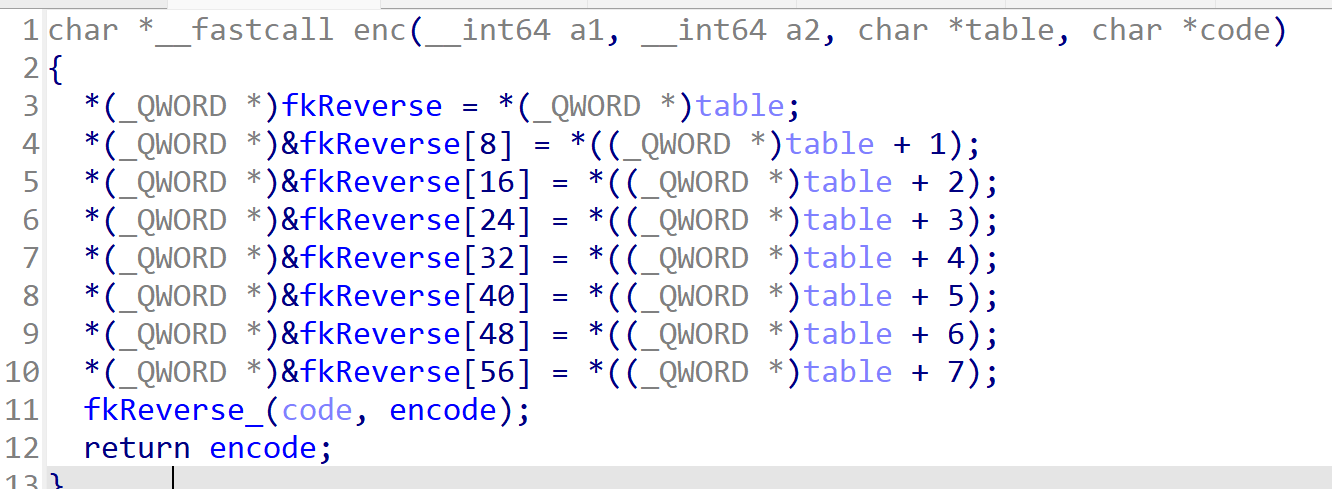 1 char *__fastcall enc(__int64 a1, __int64 a2, char *table, char *code)
2 {
3   *(_QWORD *)fkReverse = *(_QWORD *)table;
4   *(_QWORD *)&fkReverse[8] = *((_QWORD *)table + 1);
5   *(_QWORD *)&fkReverse[16] = *((_QWORD *)table + 2);
6   *(_QWORD *)&fkReverse[24] = *((_QWORD *)table + 3);
7   *(_QWORD *)&fkReverse[32] = *((_QWORD *)table + 4);
8   *(_QWORD *)&fkReverse[40] = *((_QWORD *)table + 5);
9   *(_QWORD *)&fkReverse[48] = *((_QWORD *)table + 6);
10   *(_QWORD *)&fkReverse[56] = *((_QWORD *)table + 7);
11   fkReverse_(code, encode);
12   return encode;
13 }